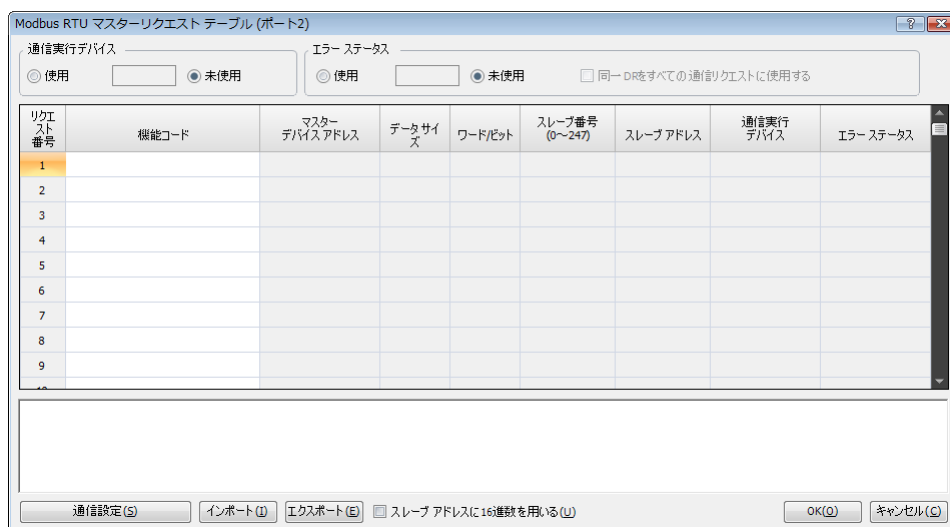 Modbus RTU マスターリクエスト テーブル (ポート2)
通信実行デバイス
使用
未使用
エラー ステータス
使用
未使用
同一 DRをすべての通信リクエストに使用する
リクエスト番号
機能コード
マスター デバイス アドレス
データ サイズ
ワード/ビット
スレーブ番号 (0～247)
スレーブ アドレス
通信実行デバイス
エラー ステータス
1
2
3
4
5
6
7
8
9
通信設定(S)
インポート(I)
エクスポート(E)
スレーブ アドレスに16進数を用いる(U)
OK(O)
キャンセル(C)